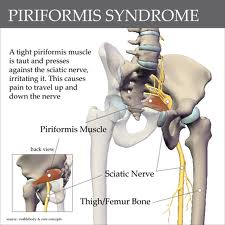 PIRIFORMIS SYNDROME
A tight piriformis muscle
is taut and presses
against the sciatic nerve,
irritating it. This causes
pain to travel up and
down the nerve
Piriformis Muscle
back view
Sciatic Nerve
Thigh/Femur Bone